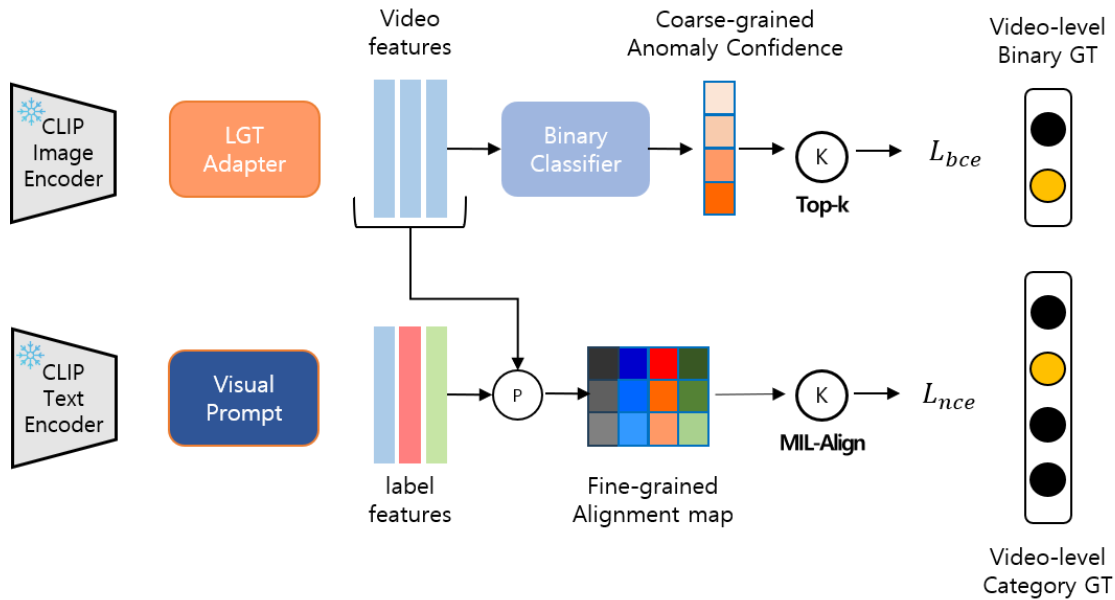 Video
features
Coarse-grained
Anomaly Confidence
Video-level
Binary GT
CLIP
Image
Encoder
LGT
Adapter
Binary
Classifier
K
Top-k
L_bce
CLIP
Text
Encoder
Visual
Prompt
P
K
MIL-Align
L_nce
label
features
Fine-grained
Alignment map
Video-level
Category GT